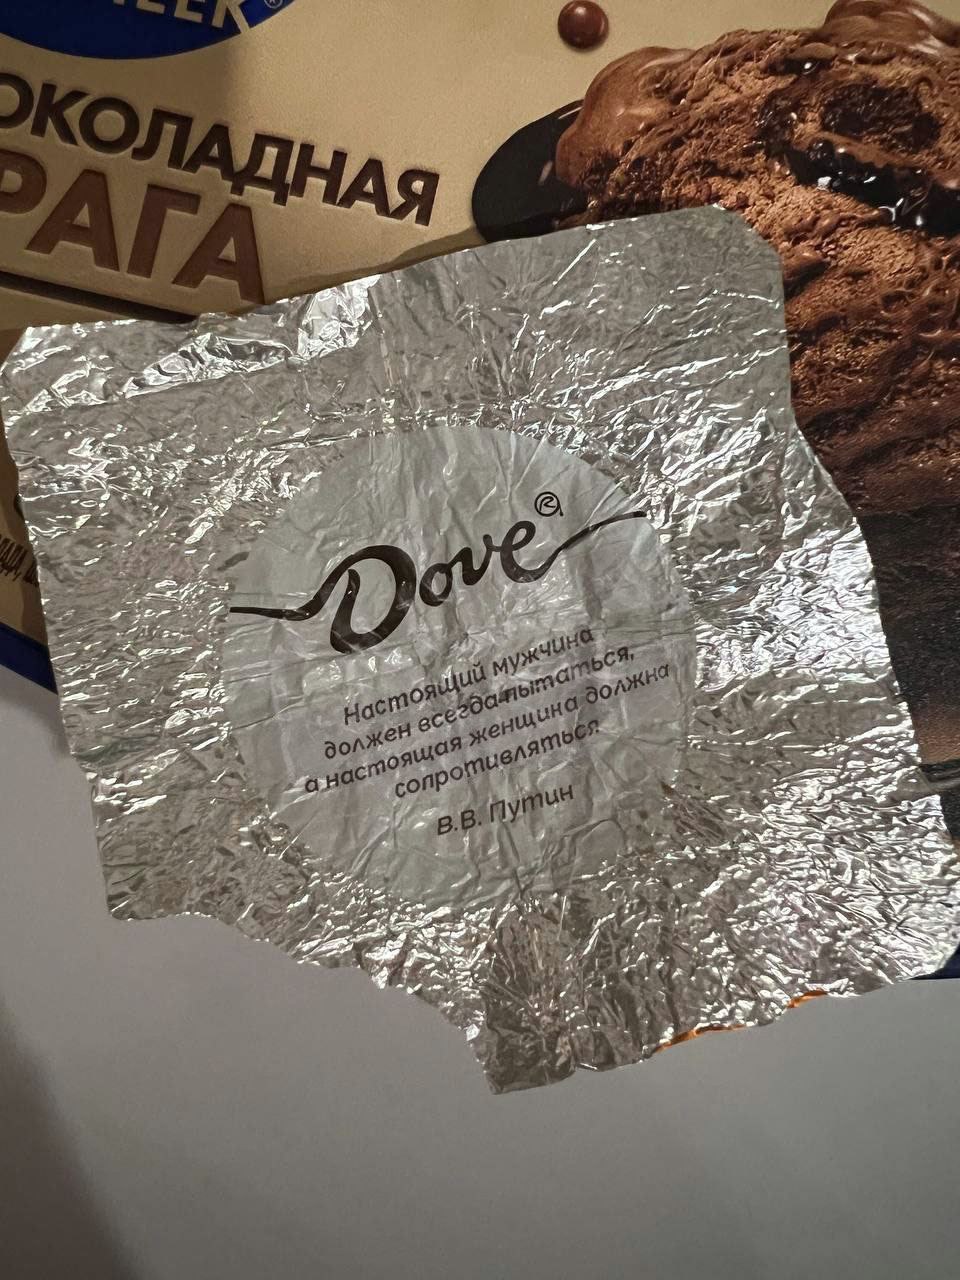 ОКОЛАДНАЯ
РАГА
Dove®
Настоящий мужчина
должен всегда пытаться,
а настоящая женщина должна
сопротивляться
В.В. Путин